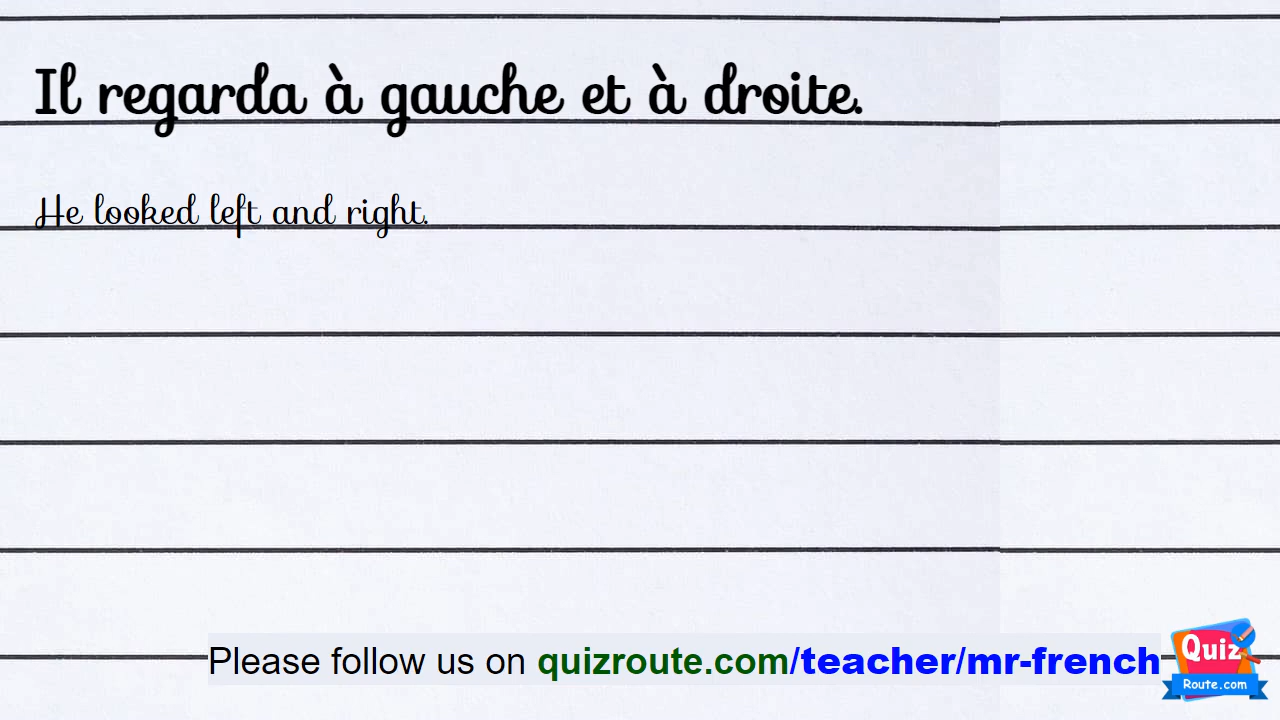 Il regarda à gauche et à droite.
He looked left and right.
Please follow us on quizroute.com/teacher/mr-french
Quiz
Route.com